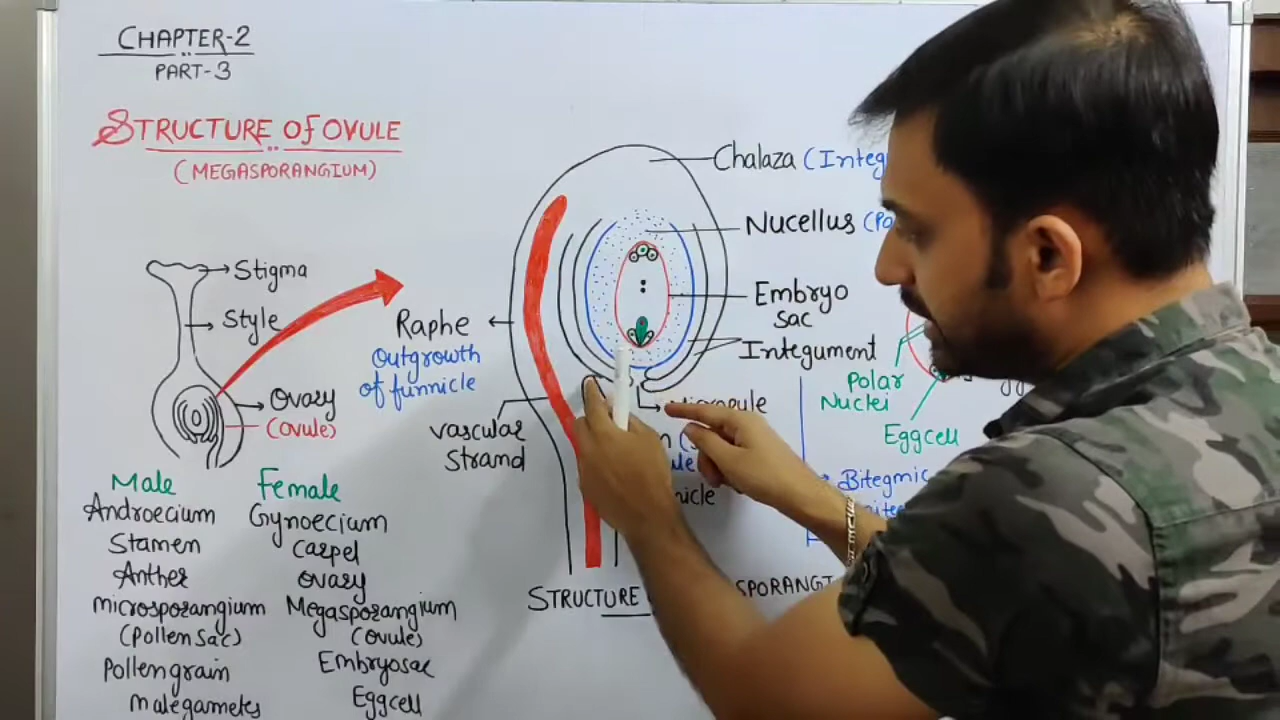 CHAPTER-2
PART-3
STRUCTURE OF OVULE
(MEGASPORANGIUM)
Stigma
Style
Ovary
(Ovule)
Male
Androecium
Stamen
Anther
microsporangium
(Pollen sac)
Pollengrain
malegametes
Female
Gynoecium
Carpel
Ovary
Megasporangium
(Ovule)
Embryosac
Eggcell
Raphe
Outgrowth
of funnicle
vascular
Strand
Chalaza
Nucellus
Embryo
Sac
Integument
Polar
Nuclei
Eggcell
Bitegmic
STRUCTURE